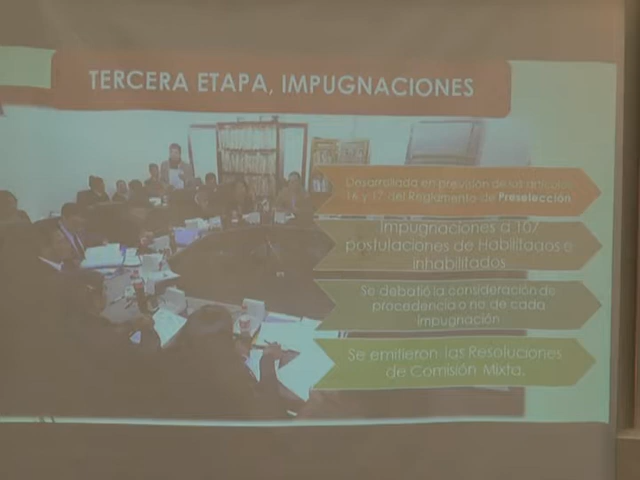 TERCERA ETAPA, IMPUGNACIONES
Desarrollada en previsión de los artículos
16 y 17 del Reglamento de Preselección
Impugnaciones a 107
postulaciones de Habilitados e
inhabilitados
Se debatió la consideración de
procedencia o no de cada
impugnación
Se emitieron las Resoluciones
de Comisión Mixta.